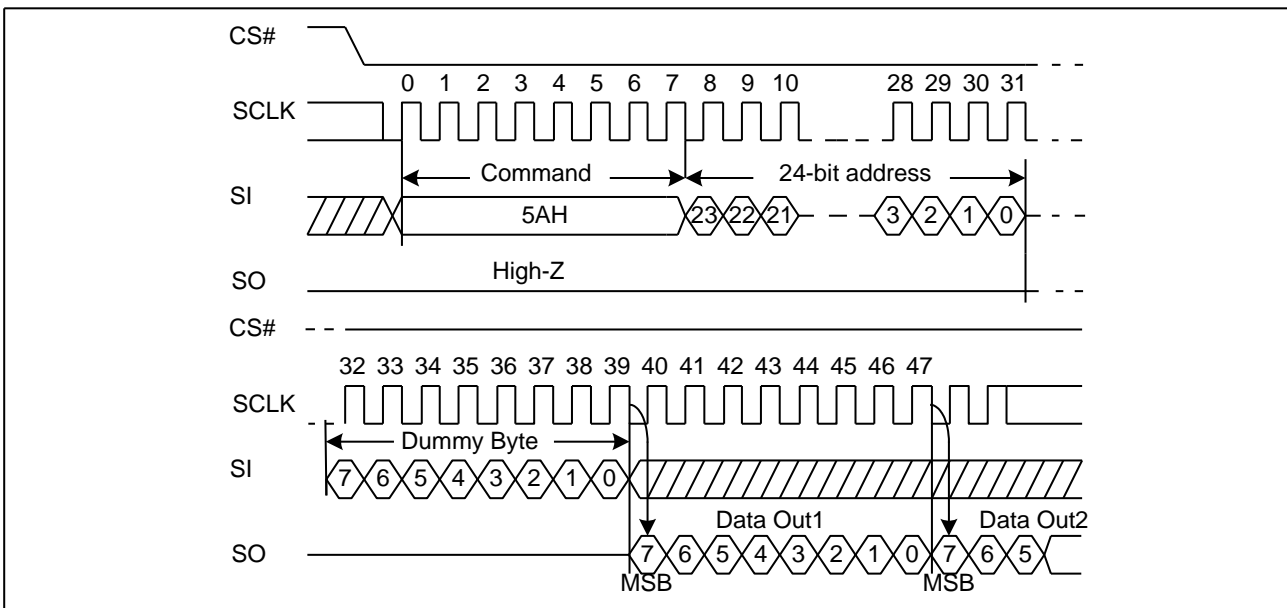 CS#
0 1 2 3 4 5 6 7 8 9 10 28 29 30 31
SCLK
Command 24-bit address
SI
5AH 23 22 21 3 2 1 0
High-Z
SO
CS#
32 33 34 35 36 37 38 39 40 41 42 43 44 45 46 47
SCLK
Dummy Byte
SI 7 6 5 4 3 2 1 0
Data Out1 Data Out2
SO 7 6 5 4 3 2 1 0 7 6 5
MSB MSB